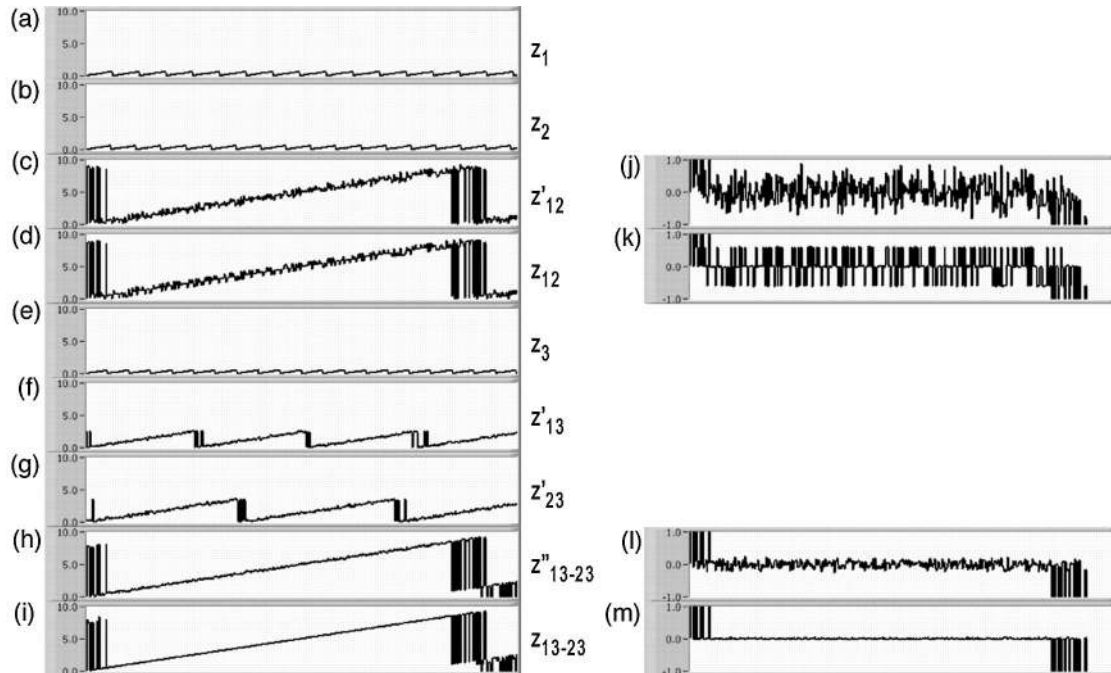 (a) 10.0 5.0 0.0 z1
(b) 10.0 5.0 0.0 z2
(c) 10.0 5.0 0.0 z'12
(j) 1.0 0.0 -1.0
(d) 10.0 5.0 0.0 z12
(k) 1.0 0.0 -1.0
(e) 10.0 5.0 0.0 z3
(f) 10.0 5.0 0.0 z'13
(g) 10.0 5.0 0.0 z'23
(h) 10.0 5.0 0.0 z"13-23
(l) 1.0 0.0 -1.0
(i) 10.0 5.0 0.0 z13-23
(m) 1.0 0.0 -1.0